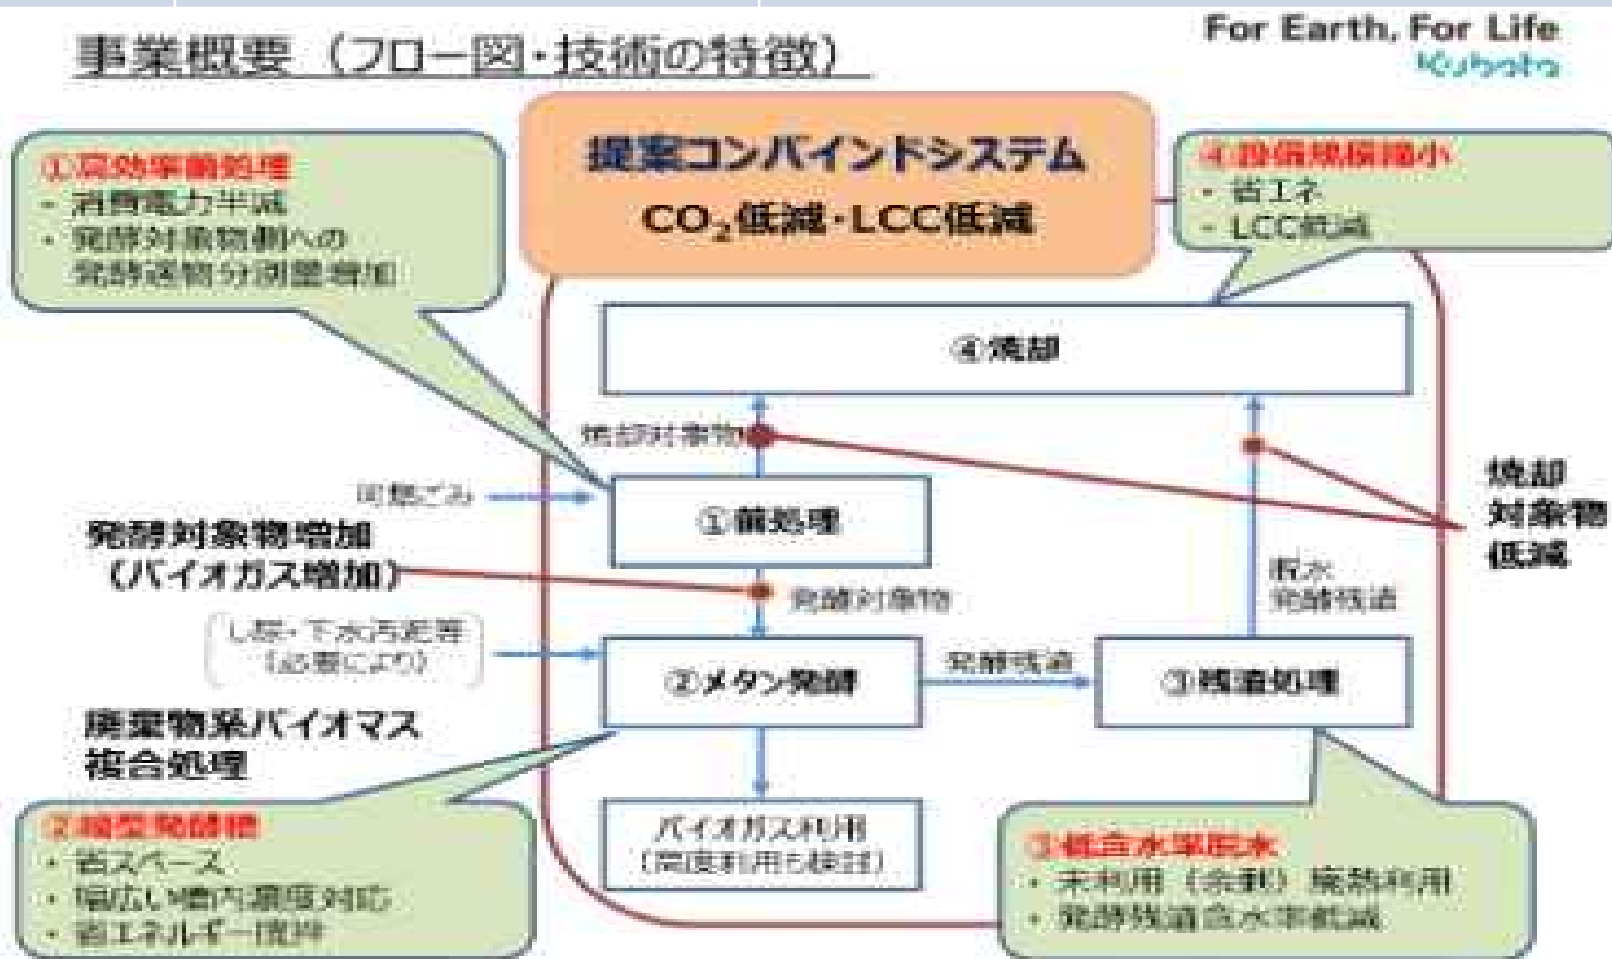 事業概要（フロー図・技術の特徴）
For Earth, For Life
Kubota
提案コンバインドシステム
CO₂低減・LCC低減
①高効率前処理
・消費電力半減
・発酵対象物側への
発酵適物分別量増加
④設備規模縮小
・省エネ
・LCC低減
④焼却
焼却対象物
可燃ごみ
①前処理
焼却
対象物
低減
発酵対象物増加
（バイオガス増加）
発酵対象物
脱水
発酵残渣
し尿・下水汚泥等
（必要により）
②メタン発酵
発酵残渣
③残渣処理
廃棄物系バイオマス
複合処理
②縦型発酵槽
・省スペース
・幅広い槽内濃度対応
・省エネルギー撹拌
バイオガス利用
（高度利用も検討）
③低含水率脱水
・未利用（余剰）廃熱利用
・発酵残渣含水率低減